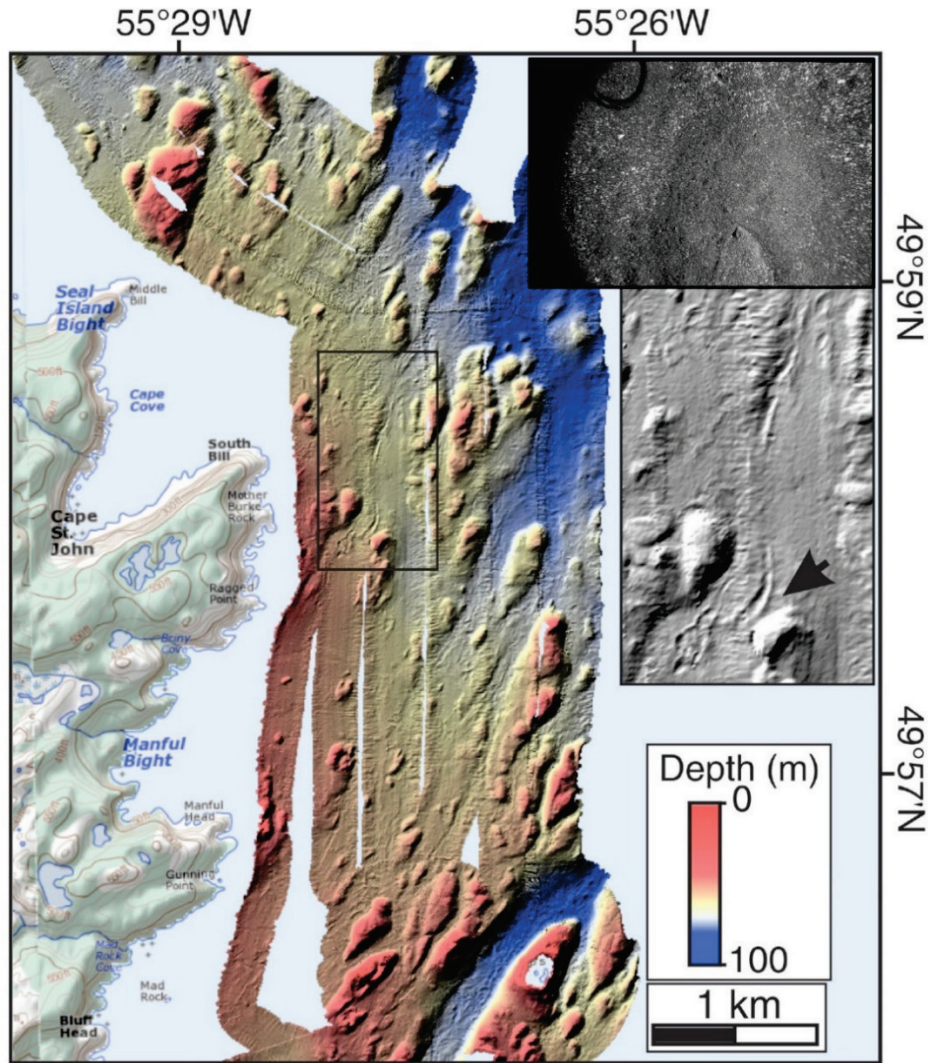 55°29'W 55°26'W
49°59'N
Middle
Bill
Seal
Island
Bight
500ft
Cape
Cove
South
Bill
Mother
Burke
Rock
Cape
St.
John
Ragged
Point
Briny
Cove
49°57'N
Manful
Bight
Manful
Head
Gunning
Point
Mad
Rock
Cove
Mad
Rock
Bluff
Head
Depth (m)
0
100
1 km